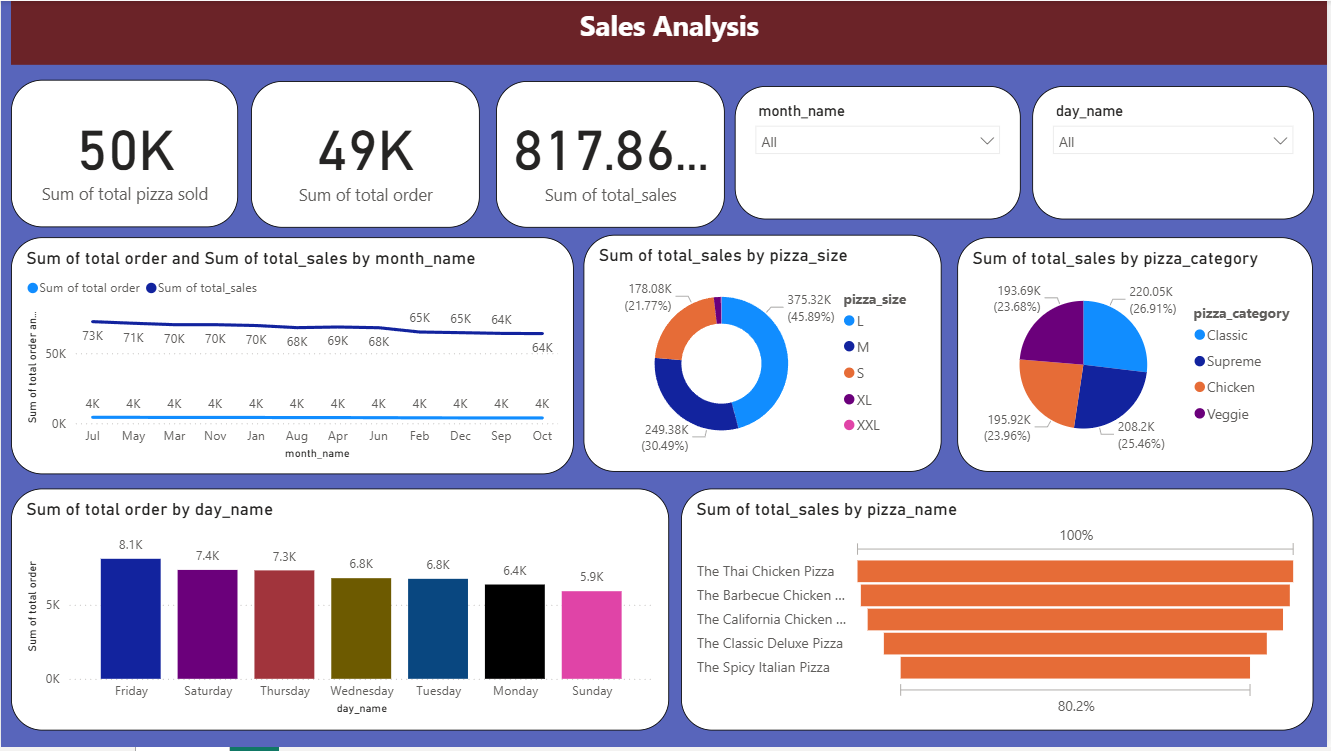 Sales Analysis
50K
Sum of total pizza sold
49K
Sum of total order
817.86...
Sum of total_sales
month_name
All
day_name
All
Sum of total order and Sum of total_sales by month_name
Sum of total order Sum of total_sales
Sum of total order an...
50K
0K
73K 71K 70K 70K 70K 68K 69K 68K 65K 65K 64K 64K
4K 4K 4K 4K 4K 4K 4K 4K 4K 4K 4K 4K
Jul May Mar Nov Jan Aug Apr Jun Feb Dec Sep Oct
month_name
Sum of total_sales by pizza_size
178.08K
(21.77%)
375.32K
(45.89%)
249.38K
(30.49%)
pizza_size
L
M
S
XL
XXL
Sum of total_sales by pizza_category
193.69K
(23.68%)
220.05K
(26.91%)
195.92K
(23.96%)
208.2K
(25.46%)
pizza_category
Classic
Supreme
Chicken
Veggie
Sum of total order by day_name
Sum of total order
5K
0K
8.1K 7.4K 7.3K 6.8K 6.8K 6.4K 5.9K
Friday Saturday Thursday Wednesday Tuesday Monday Sunday
day_name
Sum of total_sales by pizza_name
100%
The Thai Chicken Pizza
The Barbecue Chicken ...
The California Chicken ...
The Classic Deluxe Pizza
The Spicy Italian Pizza
80.2%